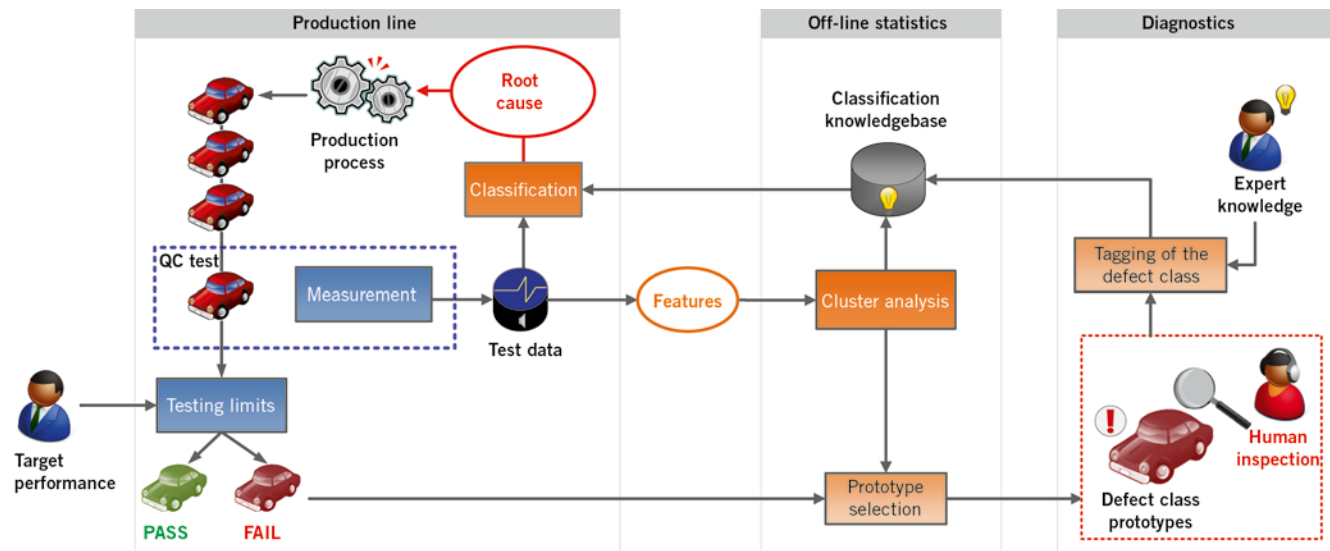 Production line
Off-line statistics
Diagnostics
Root
cause
Production
process
Classification
Classification
knowledgebase
Expert
knowledge
Tagging of the
defect class
QC test
Measurement
Test data
Features
Cluster analysis
Testing limits
Target
performance
PASS
FAIL
Prototype
selection
Human
inspection
Defect class
prototypes